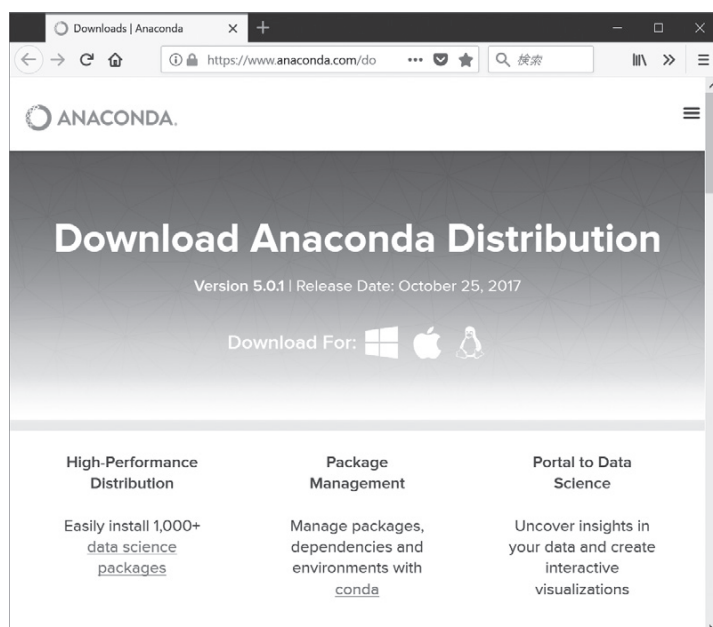 Downloads | Anaconda
https://www.anaconda.com/do
検索
ANACONDA.
Download Anaconda Distribution
Version 5.0.1 | Release Date: October 25, 2017
Download For:
High-Performance
Distribution
Easily install 1,000+
data science
packages
Package
Management
Manage packages,
dependencies and
environments with
conda
Portal to Data
Science
Uncover insights in
your data and create
interactive
visualizations